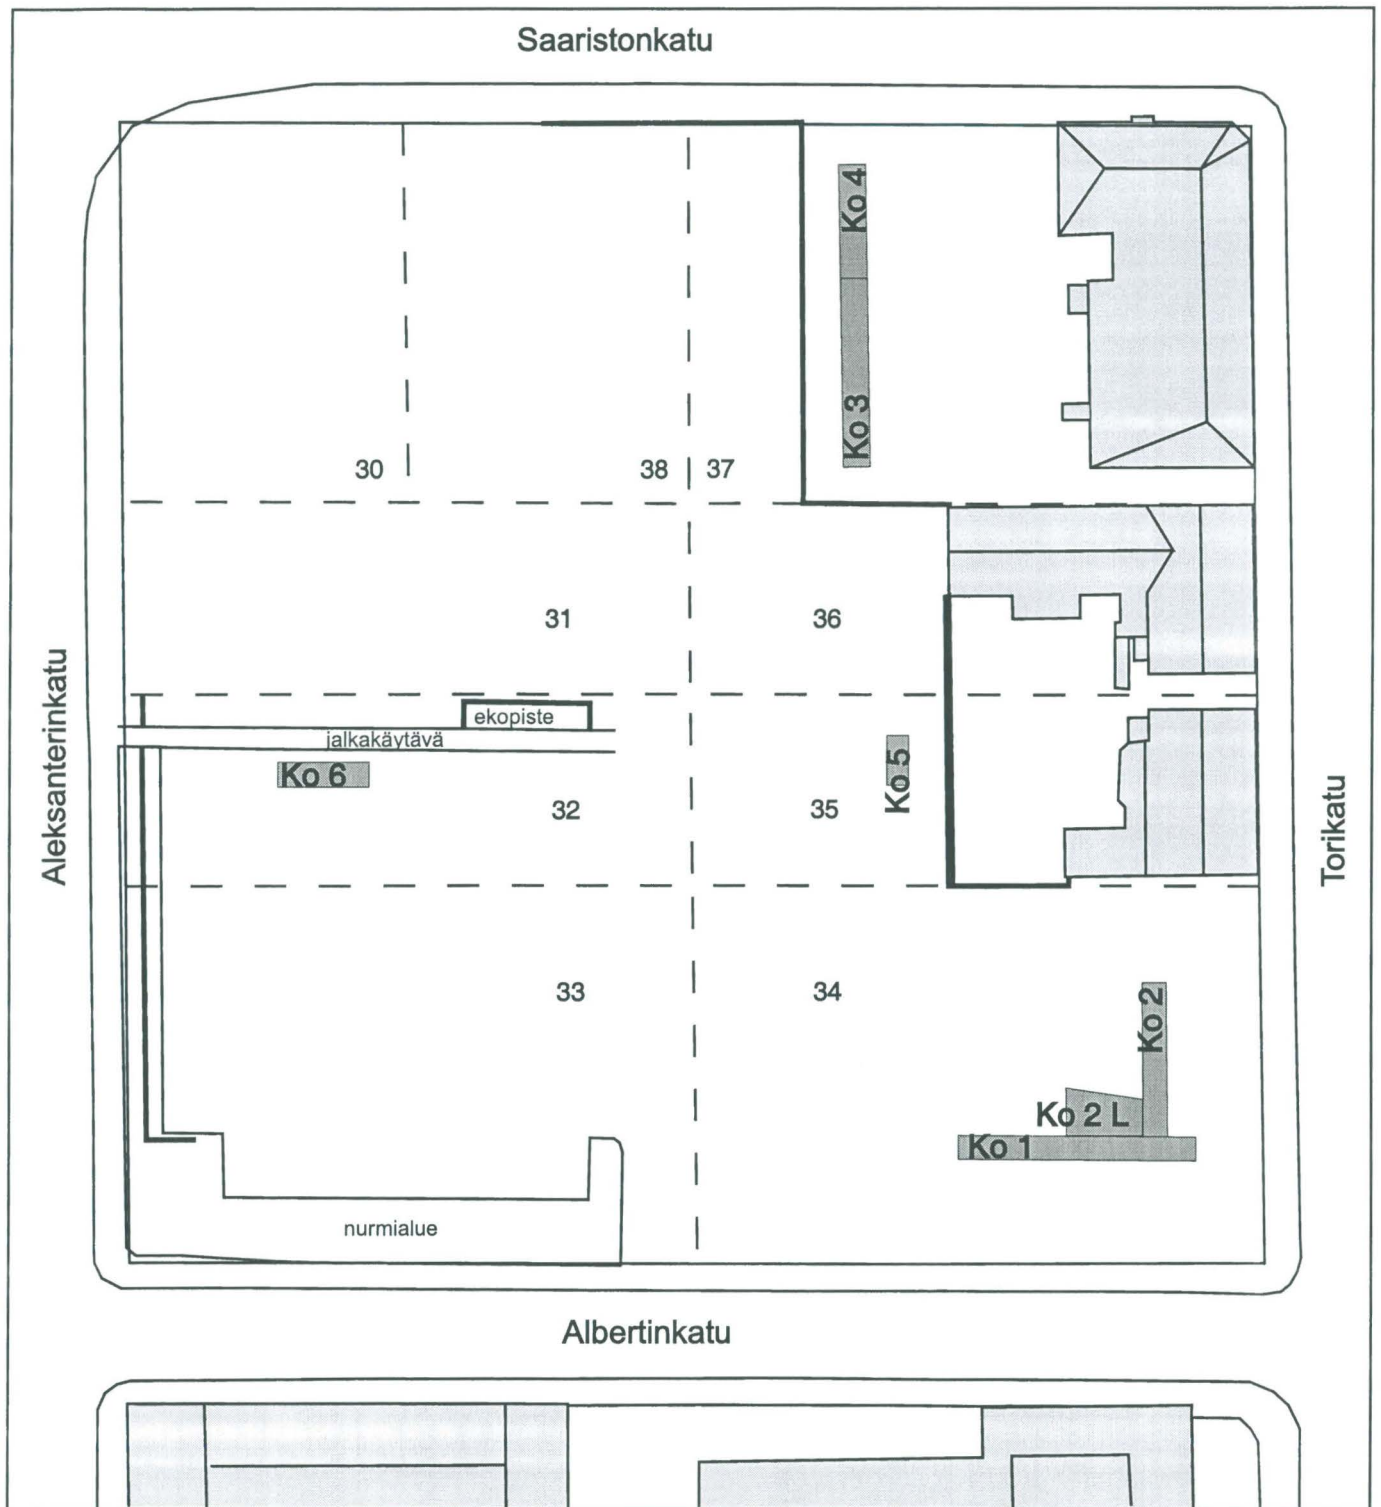 Saaristonkatu
Ko 4
Ko 3
30
38
37
31
36
Aleksanterinkatu
ekopiste
jalkakäytävä
Ko 6
Ko 5
32
35
Torikatu
33
34
Ko 2
Ko 2 L
Ko 1
nurmialue
Albertinkatu